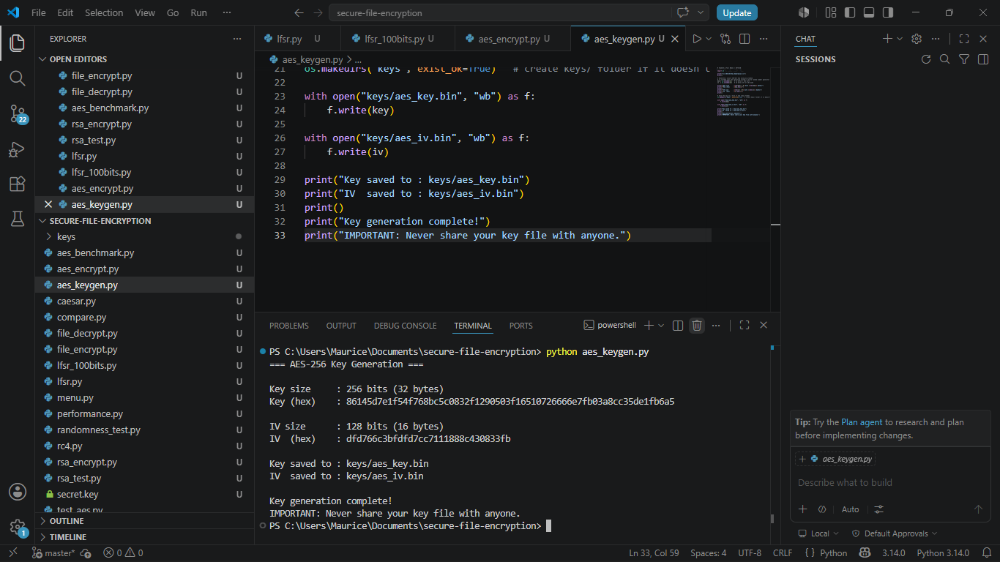 File Edit Selection View Go Run ··· secure-file-encryption Update
EXPLORER ···
OPEN EDITORS
file_encrypt.py U
file_decrypt.py U
aes_benchmark.py U
rsa_encrypt.py U
rsa_test.py U
lfsr.py U
lfsr_100bits.py U
aes_encrypt.py U
aes_keygen.py U
SECURE-FILE-ENCRYPTION
keys
aes_benchmark.py U
aes_encrypt.py U
aes_keygen.py U
caesar.py U
compare.py U
file_decrypt.py U
file_encrypt.py U
lfsr_100bits.py U
lfsr.py U
menu.py U
performance.py U
randomness_test.py U
rc4.py U
rsa_encrypt.py U
rsa_test.py U
secret.key U
test_aes.py U
OUTLINE
TIMELINE
22
1
lfsr.py U lfsr_100bits.py U aes_encrypt.py U aes_keygen.py U
aes_keygen.py > ...
21 os.makedirs("keys", exist_ok=True) # create keys/ folder if it doesn't
22
23 with open("keys/aes_key.bin", "wb") as f:
24 f.write(key)
25
26 with open("keys/aes_iv.bin", "wb") as f:
27 f.write(iv)
28
29 print("Key saved to : keys/aes_key.bin")
30 print("IV  saved to : keys/aes_iv.bin")
31 print()
32 print("Key generation complete!")
33 print("IMPORTANT: Never share your key file with anyone.")
PROBLEMS OUTPUT DEBUG CONSOLE TERMINAL PORTS powershell
PS C:\Users\Maurice\Documents\secure-file-encryption> python aes_keygen.py
=== AES-256 Key Generation ===
Key size     : 256 bits (32 bytes)
Key (hex)    : 86145d7e1f54f768bc5c0832f1290503f16510726666e7fb03a8cc35de1fb6a5
IV size      : 128 bits (16 bytes)
IV  (hex)    : dfd766c3bfdfd7cc7111888c430833fb
Key saved to : keys/aes_key.bin
IV  saved to : keys/aes_iv.bin
Key generation complete!
IMPORTANT: Never share your key file with anyone.
PS C:\Users\Maurice\Documents\secure-file-encryption>
CHAT
SESSIONS
Tip: Try the Plan agent to research and plan
before implementing changes.
aes_keygen.py
Describe what to build
Auto
Local Default Approvals
master* 0 0 Ln 33, Col 59 Spaces: 4 UTF-8 CRLF { } Python 3.14.0 Python 3.14.0